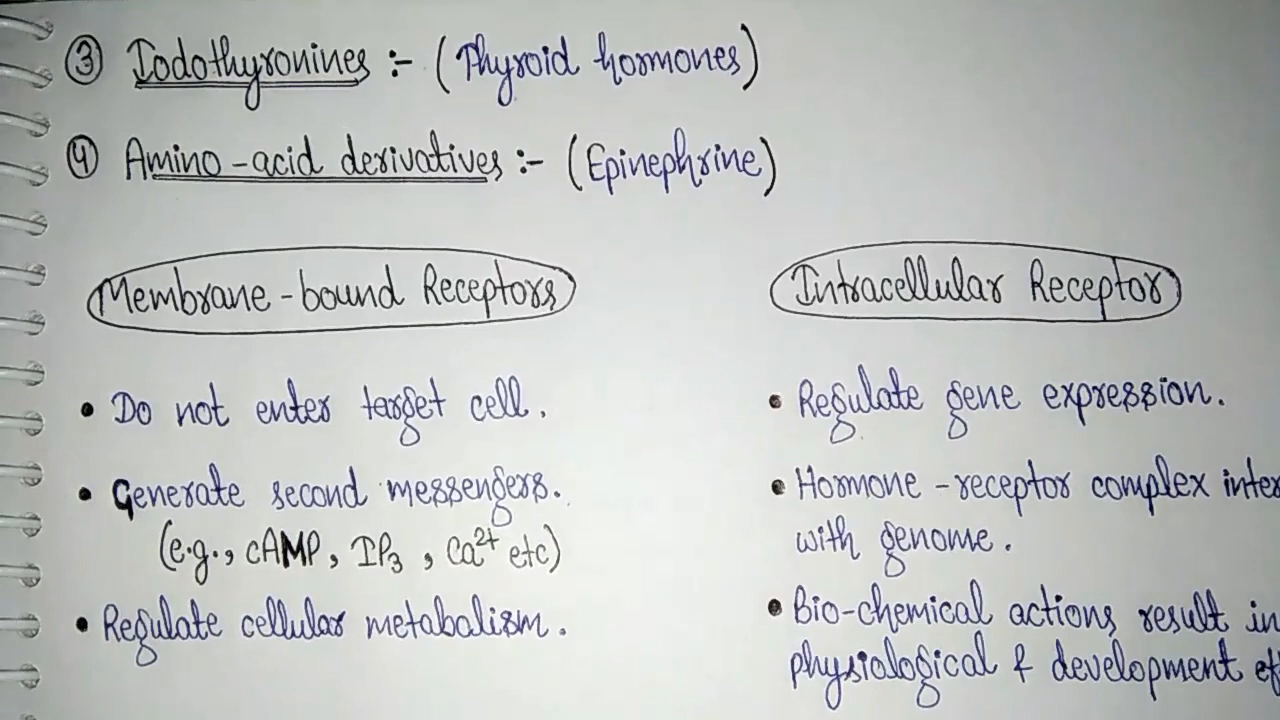 ③ Iodothyronines :- (Thyroid hormones)
④ Amino-acid derivatives :- (Epinephrine)
Membrane-bound Receptors
• Do not enter target cell.
• Generate second messengers.
(e.g., cAMP, IP₃, Ca²⁺ etc)
• Regulate cellular metabalism.
Intracellular Receptor
• Regulate gene expression.
• Hormone-receptor complex inte
with genome.
• Bio-chemical actions result in
physiological & development ef